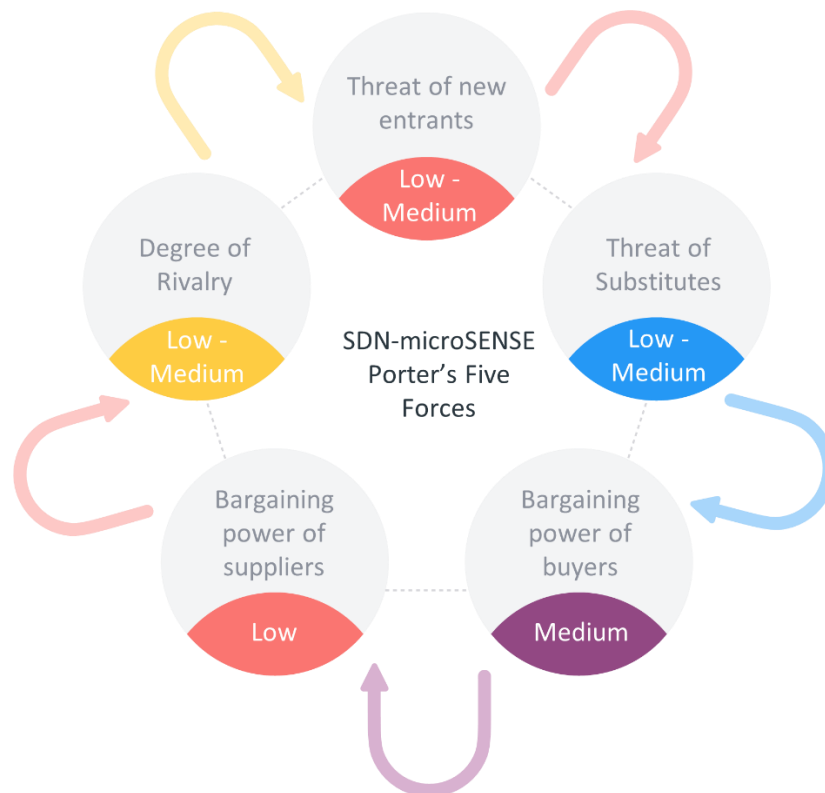 Threat of new
entrants
Low -
Medium
Degree of
Rivalry
Low -
Medium
Threat of
Substitutes
Low -
Medium
SDN-microSENSE
Porter's Five
Forces
Bargaining
power of
suppliers
Low
Bargaining
power of
buyers
Medium